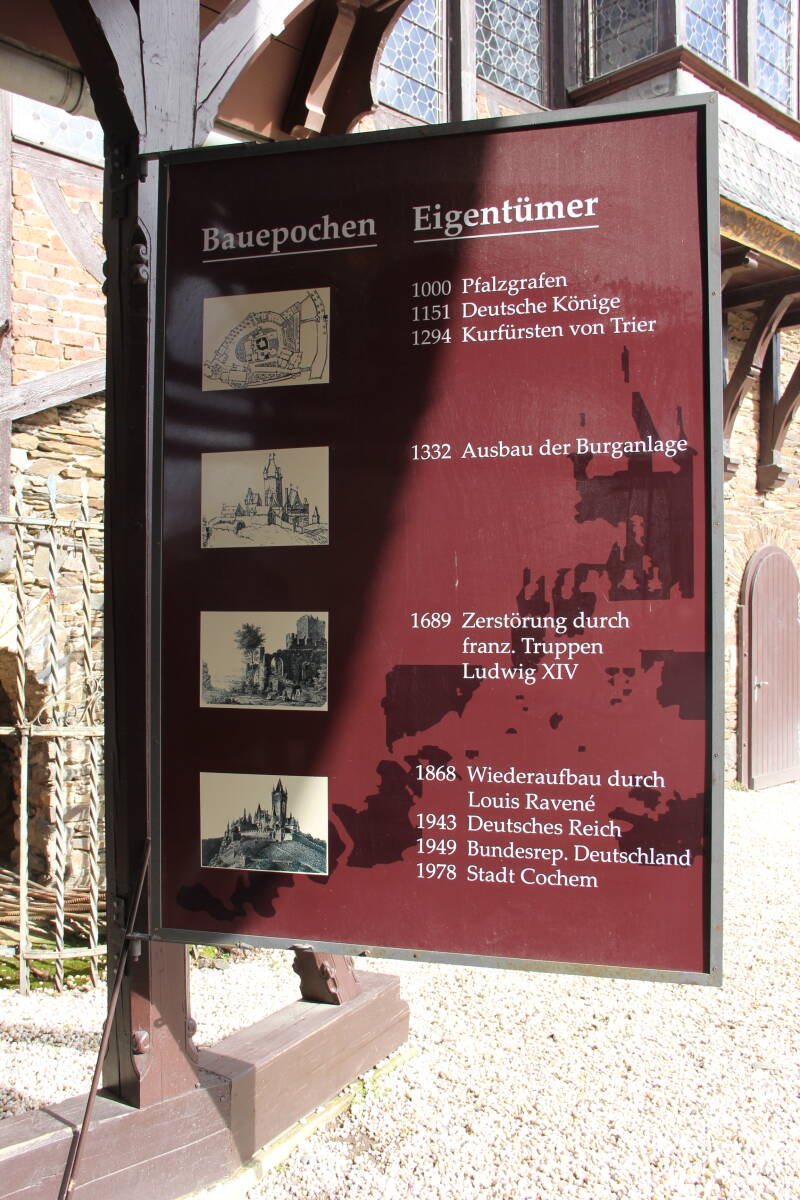 Bauepochen
Eigentümer
1000 Pfalzgrafen
1151 Deutsche Könige
1294 Kurfürsten von Trier
1332 Ausbau der Burganlage
1689 Zerstörung durch
franz. Truppen
Ludwig XIV
1868 Wiederaufbau durch
Louis Ravené
1943 Deutsches Reich
1949 Bundesrep. Deutschland
1978 Stadt Cochem